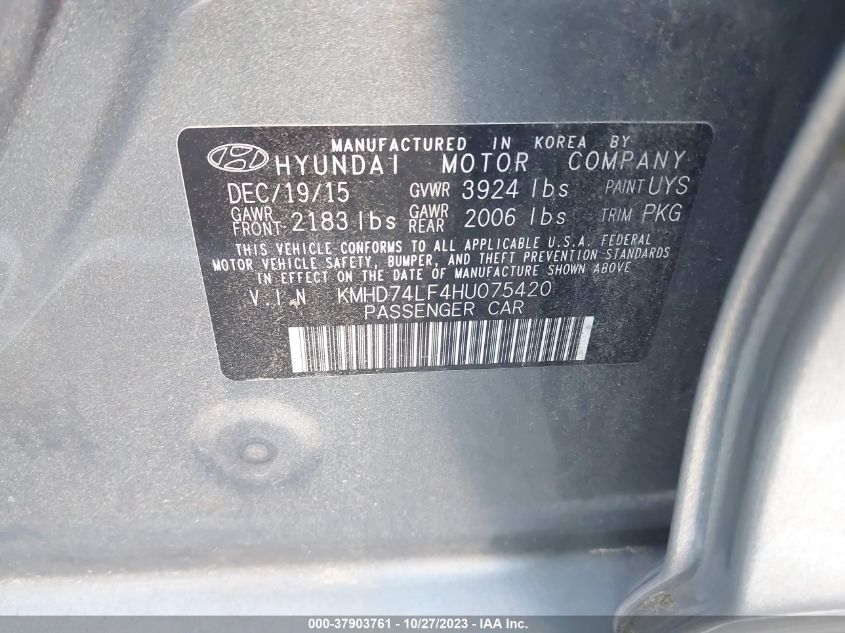 MANUFACTURED IN KOREA BY
HYUNDAI MOTOR COMPANY
DEC/19/15 GVWR 3924 lbs PAINT UYS
GAWR FRONT 2183 lbs GAWR REAR 2006 lbs TRIM PKG
THIS VEHICLE CONFORMS TO ALL APPLICABLE U.S.A. FEDERAL
MOTOR VEHICLE SAFETY, BUMPER, AND THEFT PREVENTION STANDARDS
IN EFFECT ON THE DATE OF MANUFACTURE SHOWN ABOVE
V I N KMHD74LF4HU075420
PASSENGER CAR
000-37903761 - 10/27/2023 - IAA Inc.